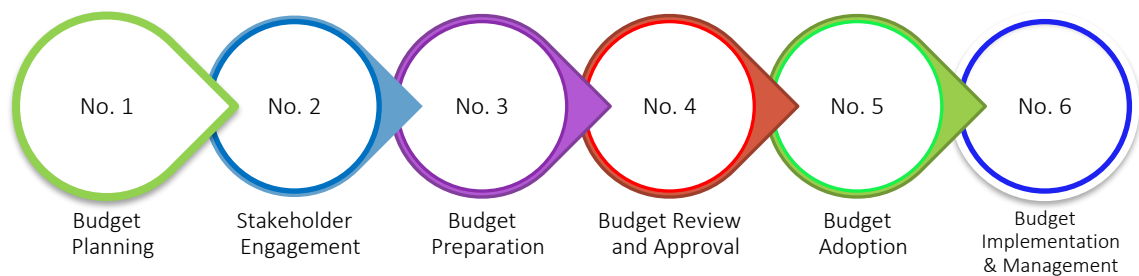 No. 1
No. 2
No. 3
No. 4
No. 5
No. 6
Budget
Planning
Stakeholder
Engagement
Budget
Preparation
Budget Review
and Approval
Budget
Adoption
Budget
Implementation
& Management